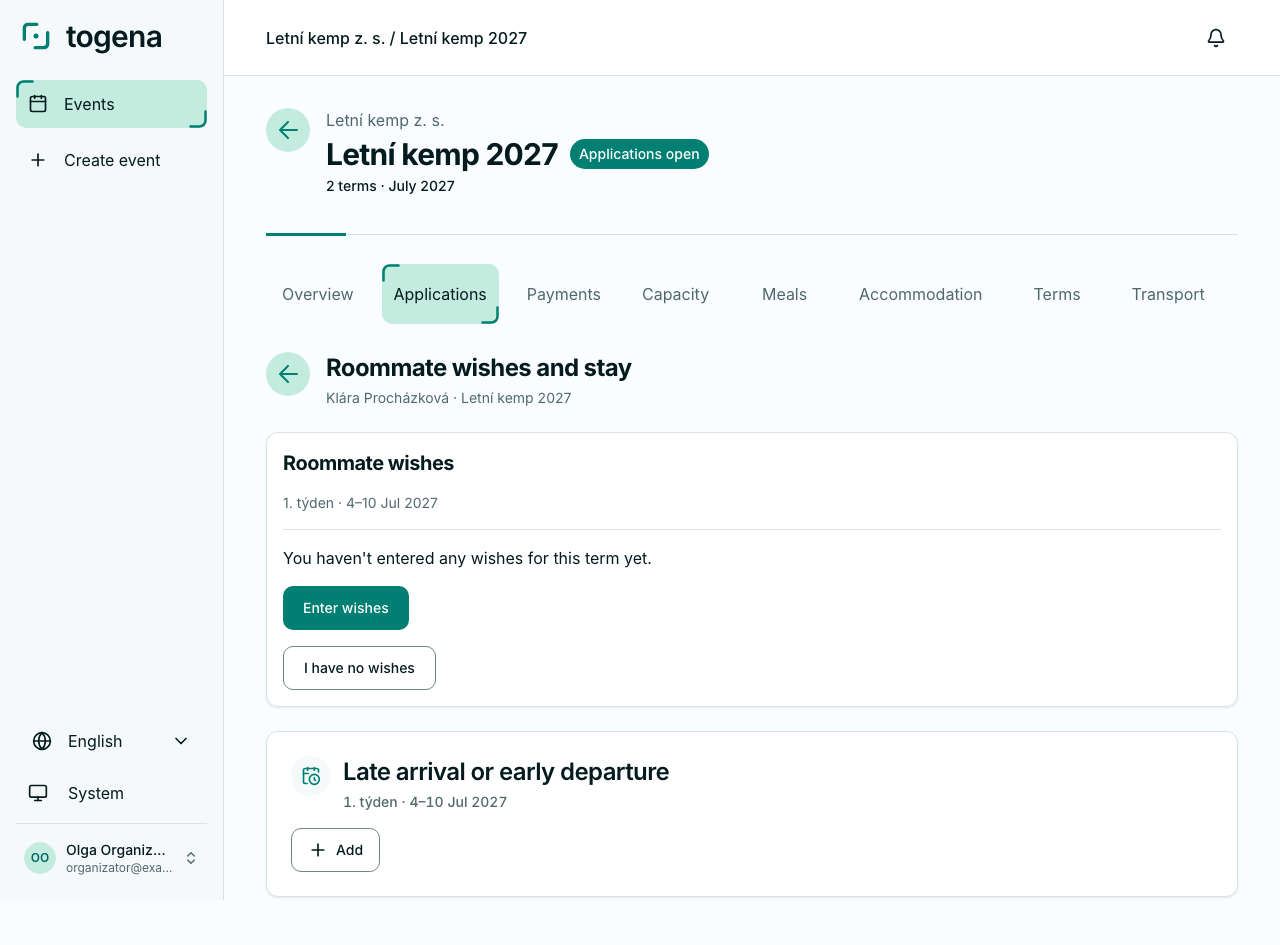 togena
Events
Create event
English
System
OO
Olga Organiz...
organizator@exa...
Letní kemp z. s. / Letní kemp 2027
Letní kemp z. s.
Letní kemp 2027
Applications open
2 terms · July 2027
Overview
Applications
Payments
Capacity
Meals
Accommodation
Terms
Transport
Roommate wishes and stay
Klára Procházková · Letní kemp 2027
Roommate wishes
1. týden · 4–10 Jul 2027
You haven't entered any wishes for this term yet.
Enter wishes
I have no wishes
Late arrival or early departure
1. týden · 4–10 Jul 2027
Add